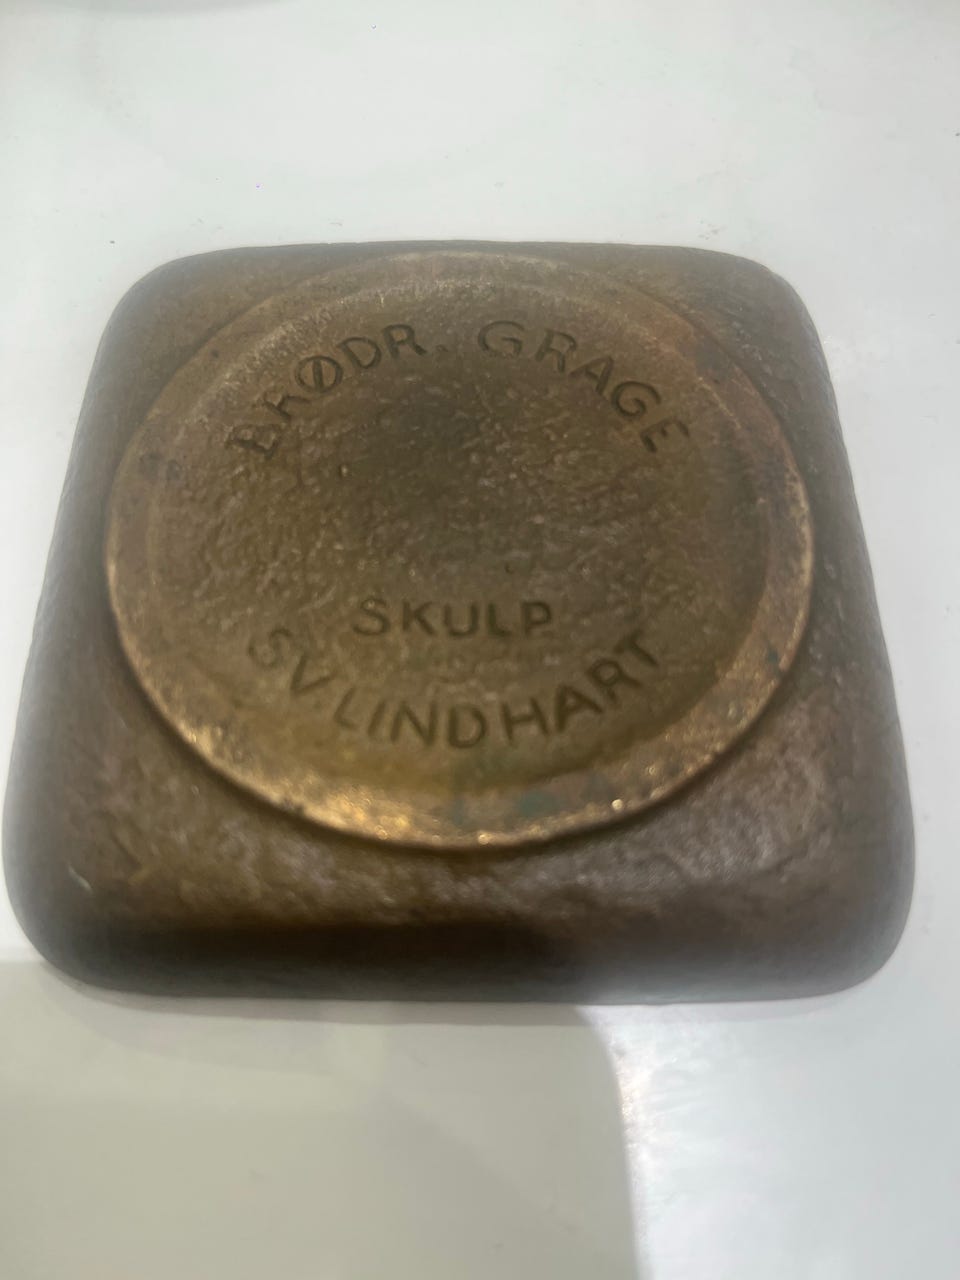 BRØDR. GRAGE
SKULP
SV. LINDHART